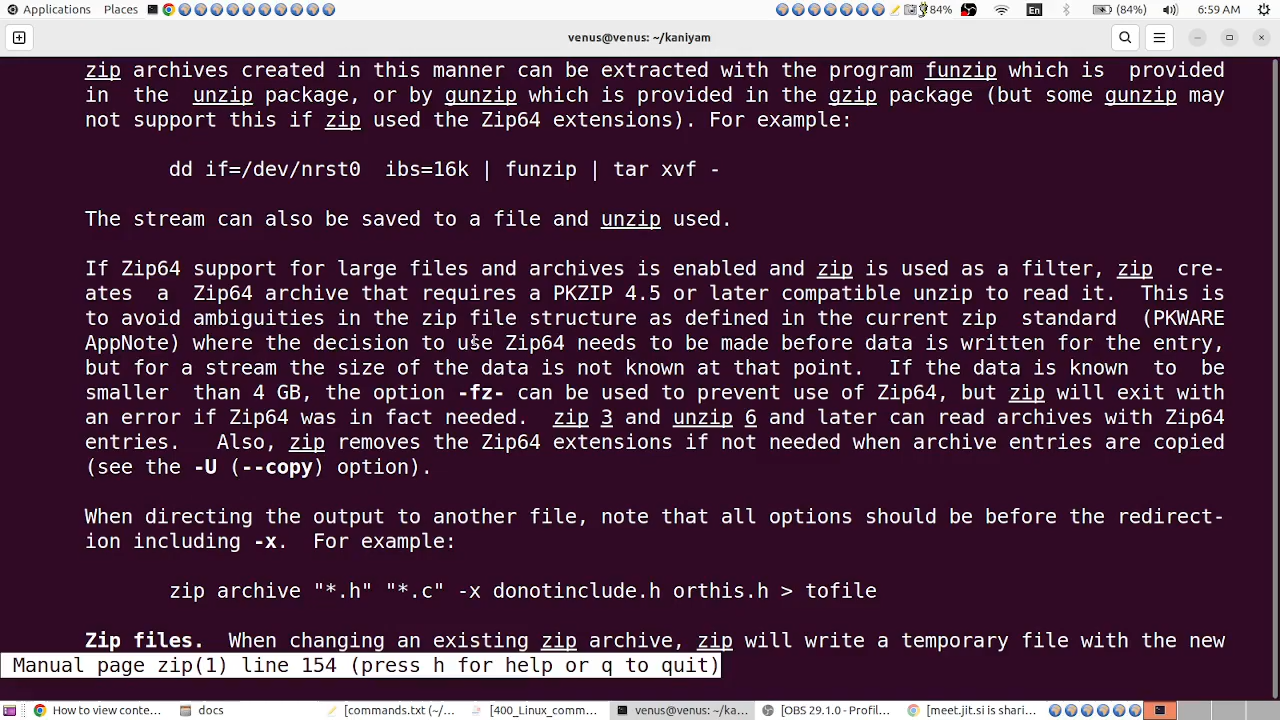 Applications Places 84% En (84%) 6:59 AM
venus@venus: ~/kaniyam
zip archives created in this manner can be extracted with the program funzip which is provided
in the unzip package, or by gunzip which is provided in the gzip package (but some gunzip may
not support this if zip used the Zip64 extensions). For example:
dd if=/dev/nrst0 ibs=16k | funzip | tar xvf -
The stream can also be saved to a file and unzip used.
If Zip64 support for large files and archives is enabled and zip is used as a filter, zip cre-
ates a Zip64 archive that requires a PKZIP 4.5 or later compatible unzip to read it. This is
to avoid ambiguities in the zip file structure as defined in the current zip standard (PKWARE
AppNote) where the decision to use Zip64 needs to be made before data is written for the entry,
but for a stream the size of the data is not known at that point. If the data is known to be
smaller than 4 GB, the option -fz- can be used to prevent use of Zip64, but zip will exit with
an error if Zip64 was in fact needed. zip 3 and unzip 6 and later can read archives with Zip64
entries. Also, zip removes the Zip64 extensions if not needed when archive entries are copied
(see the -U (--copy) option).
When directing the output to another file, note that all options should be before the redirect-
ion including -x. For example:
zip archive "*.h" "*.c" -x donotinclude.h orthis.h > tofile
Zip files. When changing an existing zip archive, zip will write a temporary file with the new
Manual page zip(1) line 154 (press h for help or q to quit)
How to view conte... docs [commands.txt (~/... [400_Linux_comm... venus@venus: ~/ka... [OBS 29.1.0 - Profil... [meet.jit.si is shari...